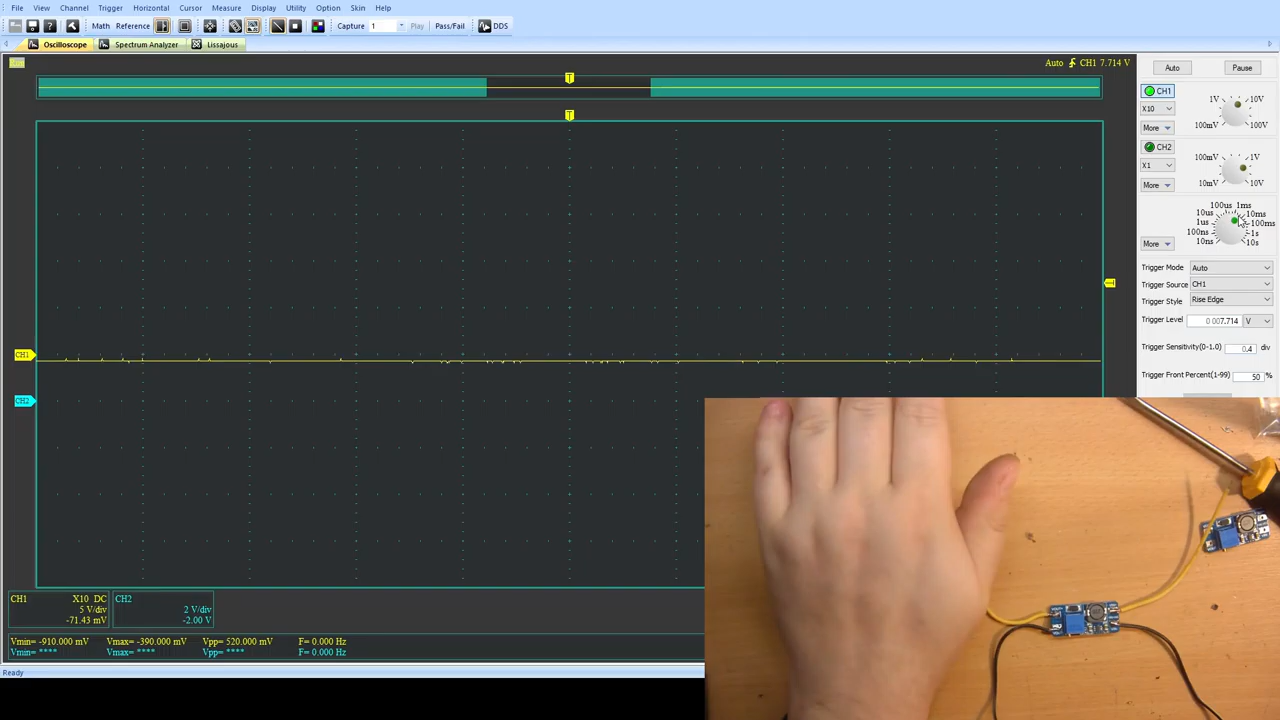 File View Channel Trigger Horizontal Cursor Measure Display Utility Option Skin Help
Math Reference Capture 1 Play Pass/Fail DDS
Oscilloscope Spectrum Analyzer Lissajous
Auto CH1 7.714 V
T
T
Auto Pause
CH1
X10
More
1V 10V
100mV 100V
CH2
X1
More
100mV 1V
10mV 10V
100us 1ms
10us 10ms
1us 100ms
100ns 1s
10ns 10s
More
Trigger Mode Auto
Trigger Source CH1
Trigger Style Rise Edge
Trigger Level 0 007.714 V
Trigger Sensitivity(0-1.0) 0.4 div
Trigger Front Percent(1-99) 50 %
CH1
CH2
CH1 X10 DC
5 V/div
-71.43 mV
CH2
2 V/div
-2.00 V
Vmin= -910.000 mV Vmax= -390.000 mV Vpp= 520.000 mV F= 0.000 Hz
Vmin= **** Vmax= **** Vpp= **** F= 0.000 Hz
Ready